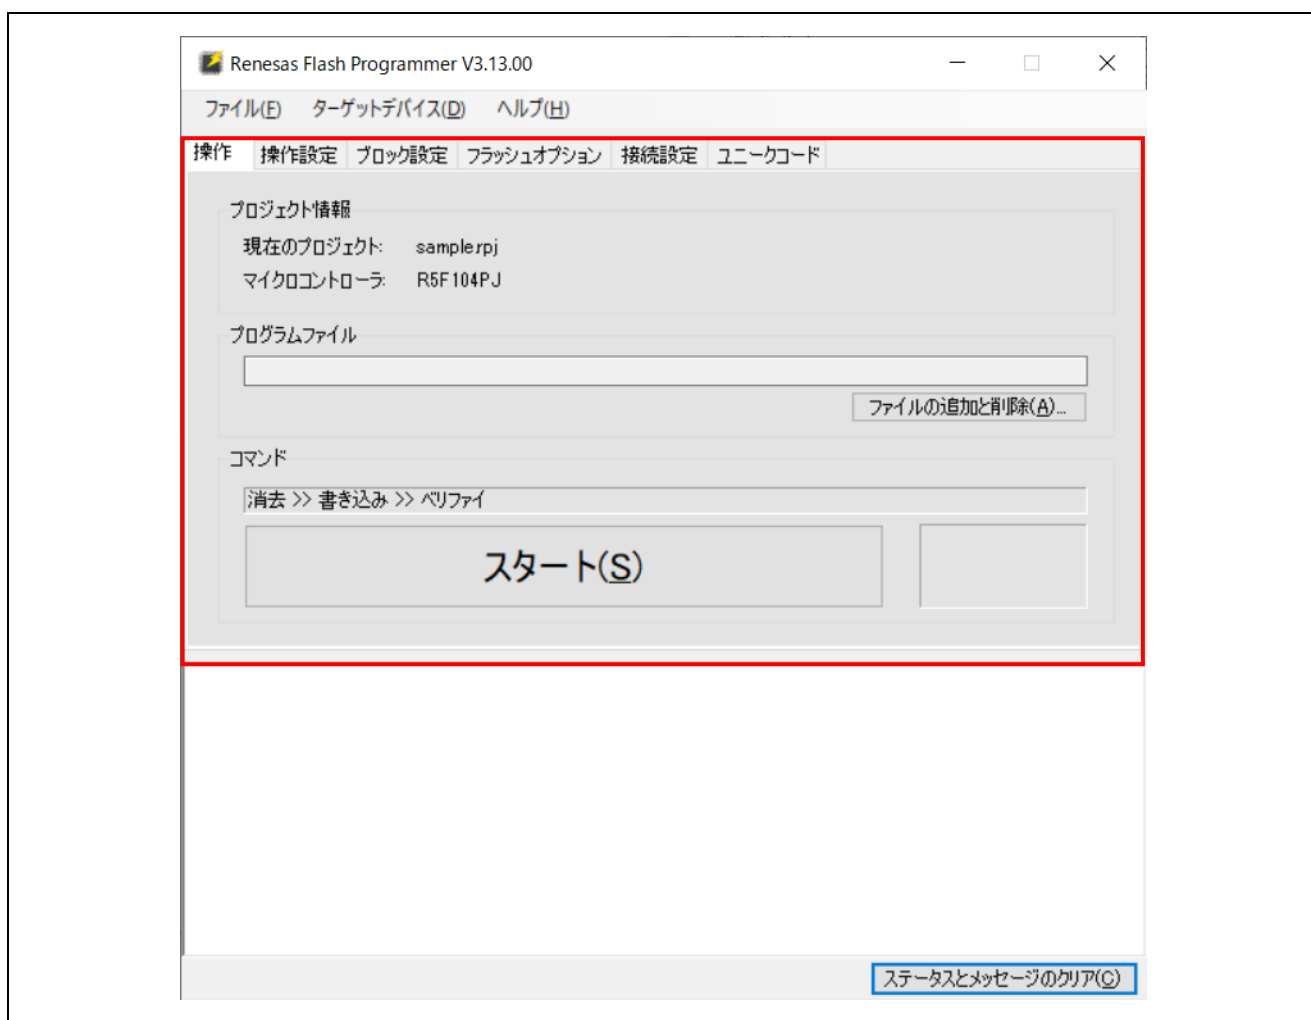 Renesas Flash Programmer V3.13.00
ファイル(F) ターゲットデバイス(D) ヘルプ(H)
操作 操作設定 ブロック設定 フラッシュオプション 接続設定 ユニークコード
プロジェクト情報
現在のプロジェクト: sample.rpj
マイクロコントローラ: R5F104PJ
プログラムファイル
ファイルの追加と削除(A)...
コマンド
消去 >> 書き込み >> ベリファイ
スタート(S)
ステータスとメッセージのクリア(C)